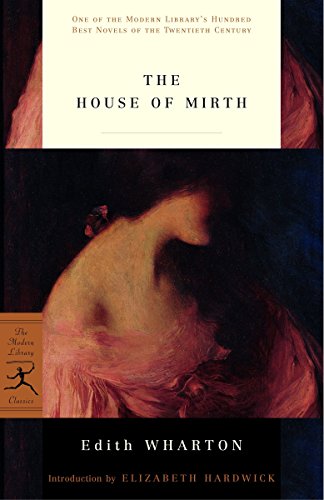 ONE OF THE MODERN LIBRARY'S HUNDRED
BEST NOVELS OF THE TWENTIETH CENTURY
THE
HOUSE OF MIRTH
The
Modern Library
Classics
Edith WHARTON
Introduction by ELIZABETH HARDWICK